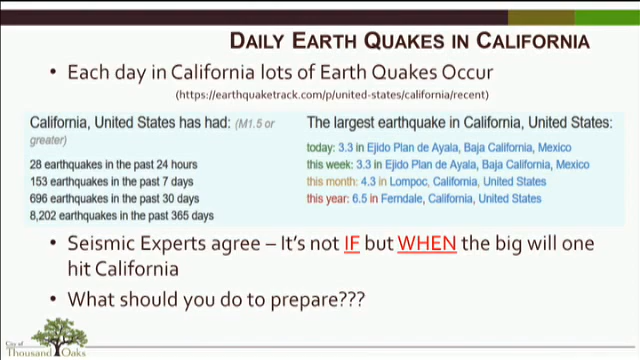 DAILY EARTH QUAKES IN CALIFORNIA
• Each day in California lots of Earth Quakes Occur
(https://earthquaketrack.com/p/united-states/california/recent)
California, United States has had: (M1.5 or
greater)
28 earthquakes in the past 24 hours
153 earthquakes in the past 7 days
696 earthquakes in the past 30 days
8,202 earthquakes in the past 365 days
The largest earthquake in California, United States:
today: 3.3 in Ejido Plan de Ayala, Baja California, Mexico
this week: 3.3 in Ejido Plan de Ayala, Baja California, Mexico
this month: 4.3 in Lompoc, California, United States
this year: 6.5 in Ferndale, California, United States
• Seismic Experts agree – It's not IF but WHEN the big will one
hit California
• What should you do to prepare???
City of
Thousand Oaks